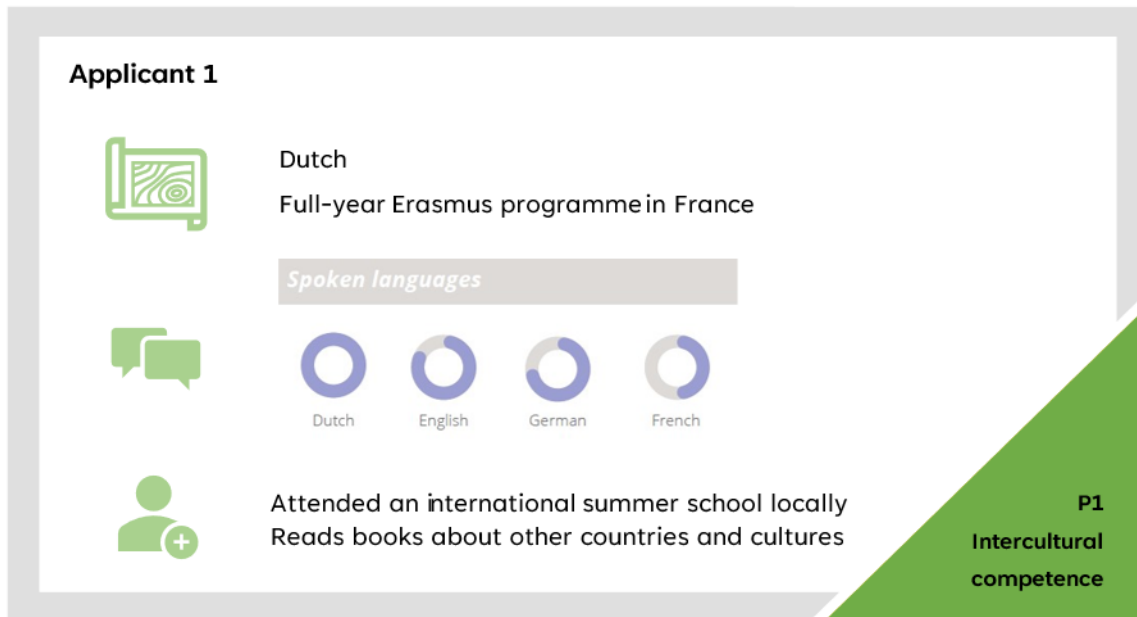 Applicant 1
Dutch
Full-year Erasmus programme in France
Spoken languages
Dutch
English
German
French
Attended an international summer school locally
Reads books about other countries and cultures
P1
Intercultural
competence